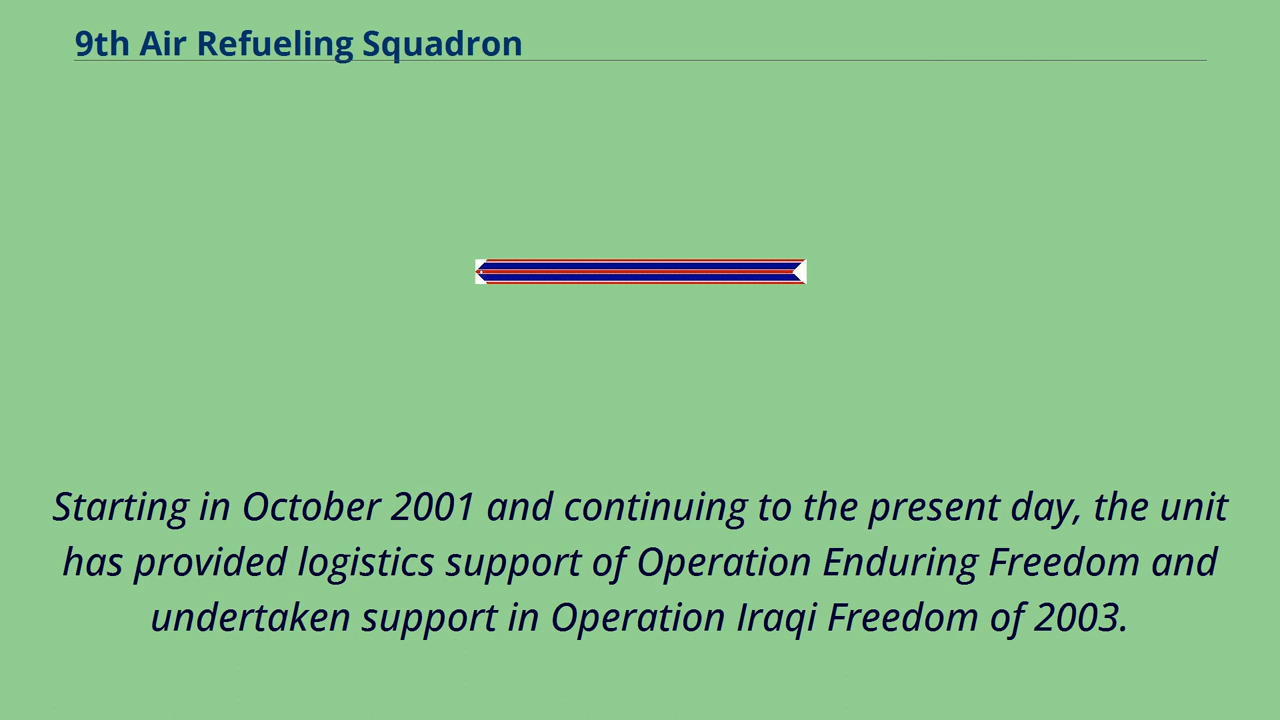 9th Air Refueling Squadron
Starting in October 2001 and continuing to the present day, the unit
has provided logistics support of Operation Enduring Freedom and
undertaken support in Operation Iraqi Freedom of 2003.